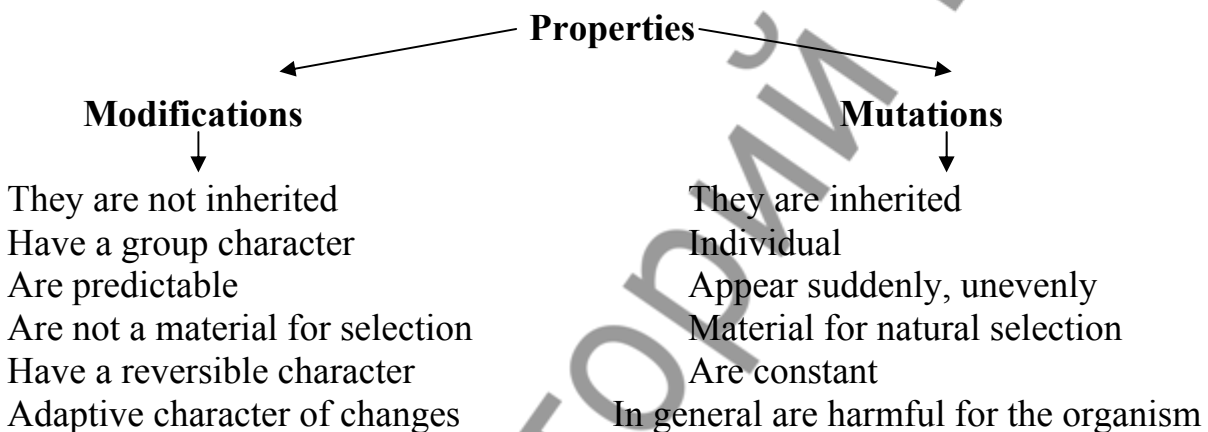 Properties
Modifications Mutations
They are not inherited They are inherited
Have a group character Individual
Are predictable Appear suddenly, unevenly
Are not a material for selection Material for natural selection
Have a reversible character Are constant
Adaptive character of changes In general are harmful for the organism